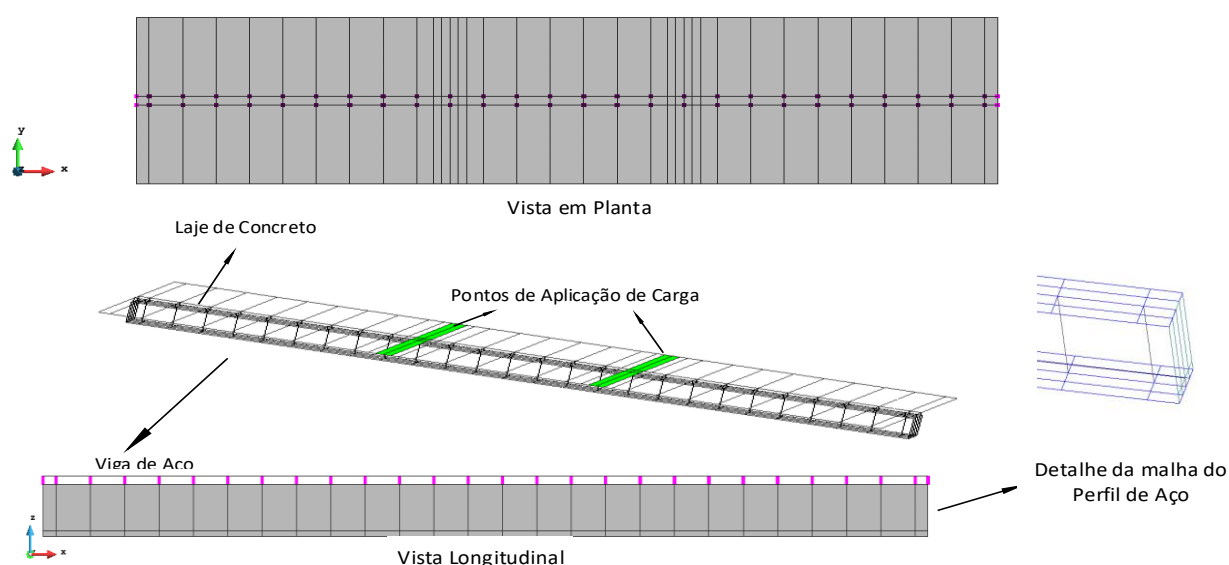 y
x
Vista em Planta
Laje de Concreto
Pontos de Aplicação de Carga
Viga de Aço
Detalhe da malha do
Perfil de Aço
z
x
Vista Longitudinal